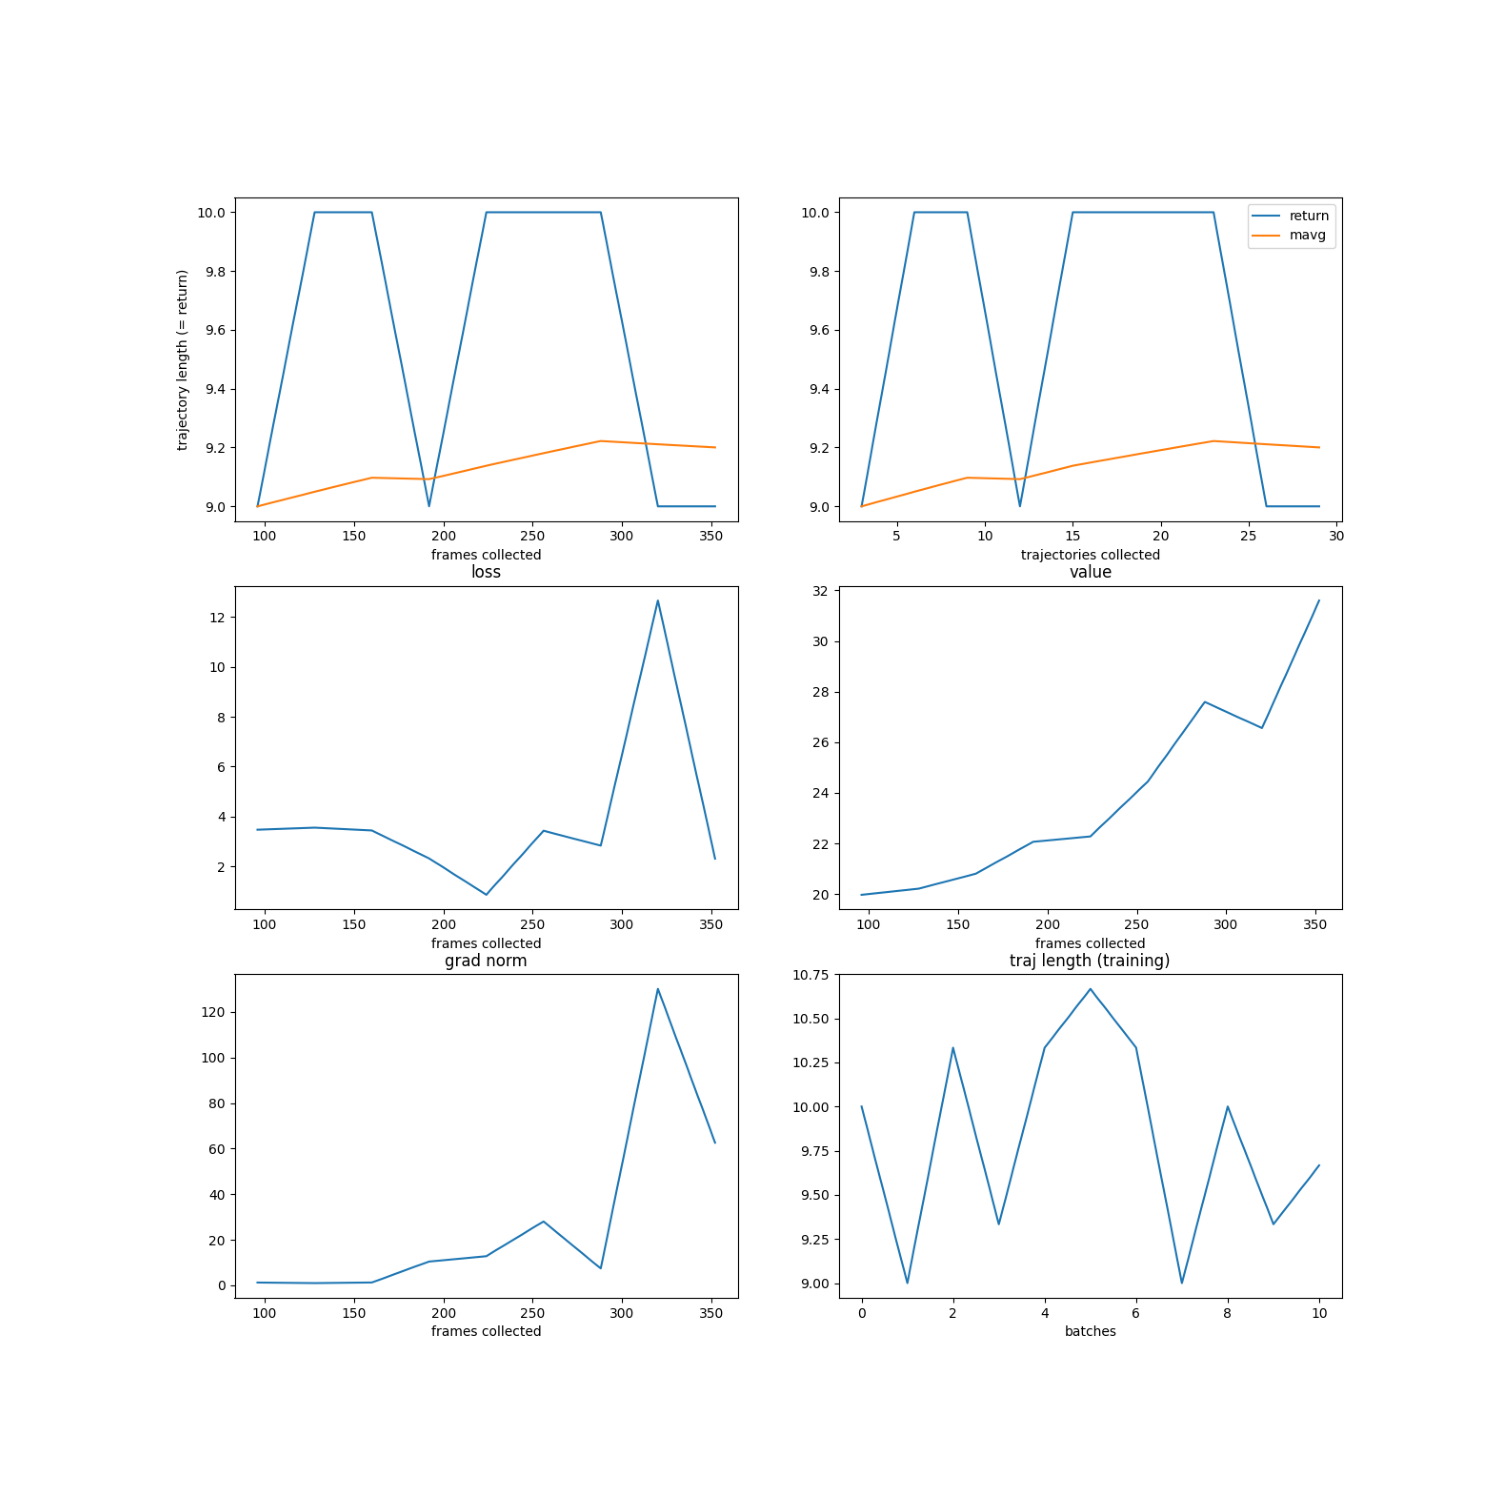 trajectory length (= return)
10.0
9.8
9.6
9.4
9.2
9.0
100 150 200 250 300 350
frames collected
10.0
9.8
9.6
9.4
9.2
9.0
return
mavg
5 10 15 20 25 30
trajectories collected
loss
12
10
8
6
4
2
100 150 200 250 300 350
frames collected
value
32
30
28
26
24
22
20
100 150 200 250 300 350
frames collected
grad norm
120
100
80
60
40
20
0
100 150 200 250 300 350
frames collected
traj length (training)
10.75
10.50
10.25
10.00
9.75
9.50
9.25
9.00
0 2 4 6 8 10
batches